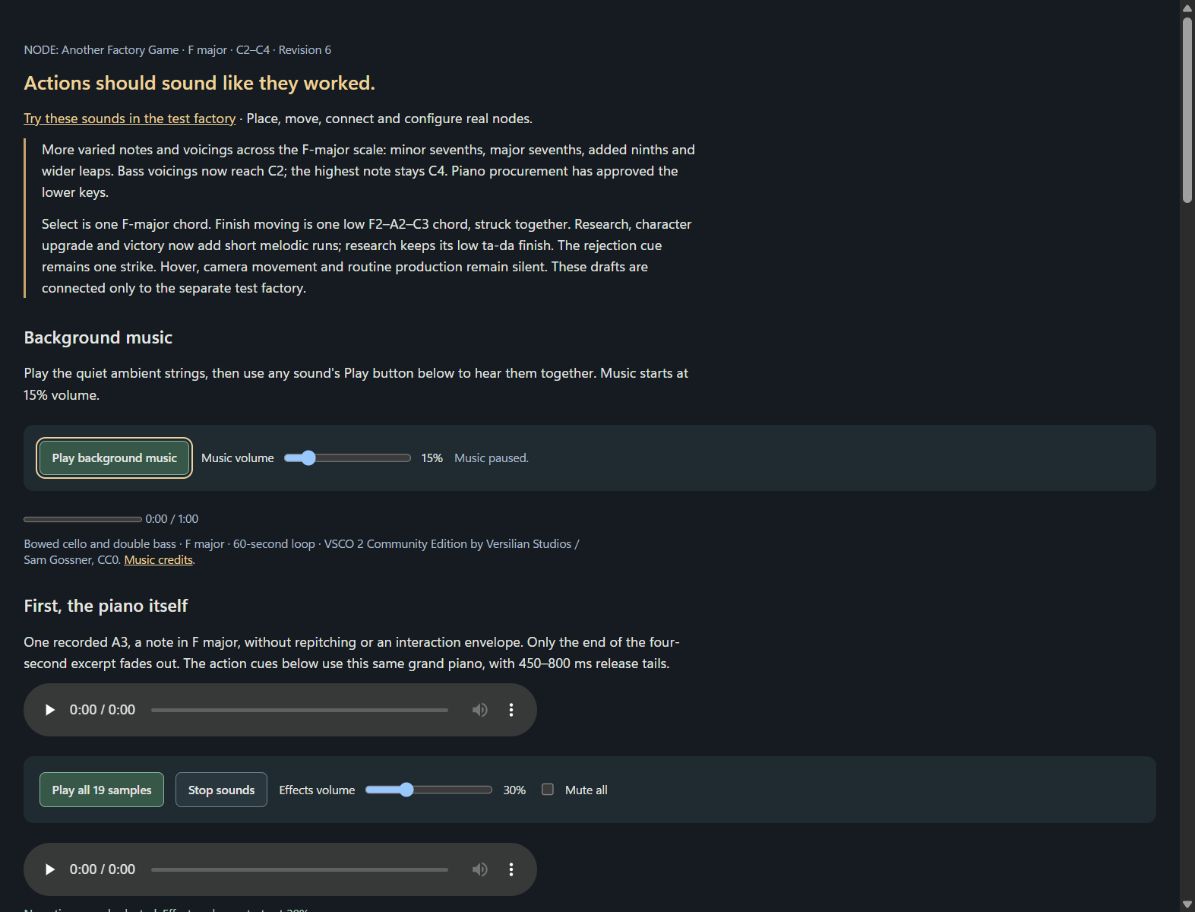 NODE: Another Factory Game · F major · C2–C4 · Revision 6
Actions should sound like they worked.
Try these sounds in the test factory · Place, move, connect and configure real nodes.
More varied notes and voicings across the F-major scale: minor sevenths, major sevenths, added ninths and
wider leaps. Bass voicings now reach C2; the highest note stays C4. Piano procurement has approved the
lower keys.
Select is one F-major chord. Finish moving is one low F2–A2–C3 chord, struck together. Research, character
upgrade and victory now add short melodic runs; research keeps its low ta-da finish. The rejection cue
remains one strike. Hover, camera movement and routine production remain silent. These drafts are
connected only to the separate test factory.
Background music
Play the quiet ambient strings, then use any sound's Play button below to hear them together. Music starts at
15% volume.
Play background music Music volume 15% Music paused.
0:00 / 1:00
Bowed cello and double bass · F major · 60-second loop · VSCO 2 Community Edition by Versilian Studios /
Sam Gossner, CC0. Music credits.
First, the piano itself
One recorded A3, a note in F major, without repitching or an interaction envelope. Only the end of the four-
second excerpt fades out. The action cues below use this same grand piano, with 450–800 ms release tails.
0:00 / 0:00
Play all 19 samples Stop sounds Effects volume 30% Mute all
0:00 / 0:00